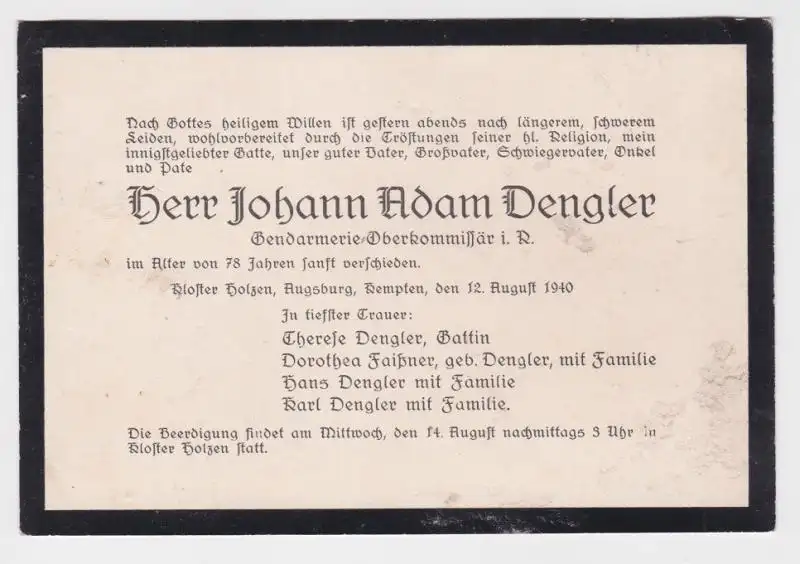 Nach Gottes heiligem Willen ist gestern abends nach längerem, schwerem
Leiden, wohlvorbereitet durch die Tröstungen seiner hl. Religion, mein
innigstgeliebter Gatte, unser guter Vater, Großvater, Schwiegervater, Onkel
und Pate
Herr Johann Adam Dengler
Gendarmerie-Oberkommissär i. R.
im Alter von 78 Jahren sanft verschieden.
Kloster Holzen, Augsburg, Kempten, den 12. August 1940
In tiefster Trauer:
Therese Dengler, Gattin
Dorothea Faißner, geb. Dengler, mit Familie
Hans Dengler mit Familie
Karl Dengler mit Familie.
Die Beerdigung findet am Mittwoch, den 14. August nachmittags 3 Uhr in
Kloster Holzen statt.